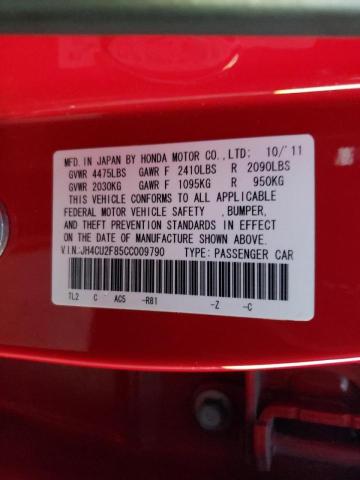 MFD. IN JAPAN BY HONDA MOTOR CO., LTD: 10/'11
GVWR 4475LBS GAWR F 2410LBS R 2090LBS
GVWR 2030KG GAWR F 1095KG R 950KG
THIS VEHICLE CONFORMS TO ALL APPLICABLE
FEDERAL MOTOR VEHICLE SAFETY , BUMPER,
AND THEFT PREVENTION STANDARDS IN EFFECT
ON THE DATE OF MANUFACTURE SHOWN ABOVE.
V.I.N:JH4CU2F85CC009790 TYPE: PASSENGER CAR
TL2 C AC5 -R81 -Z -C